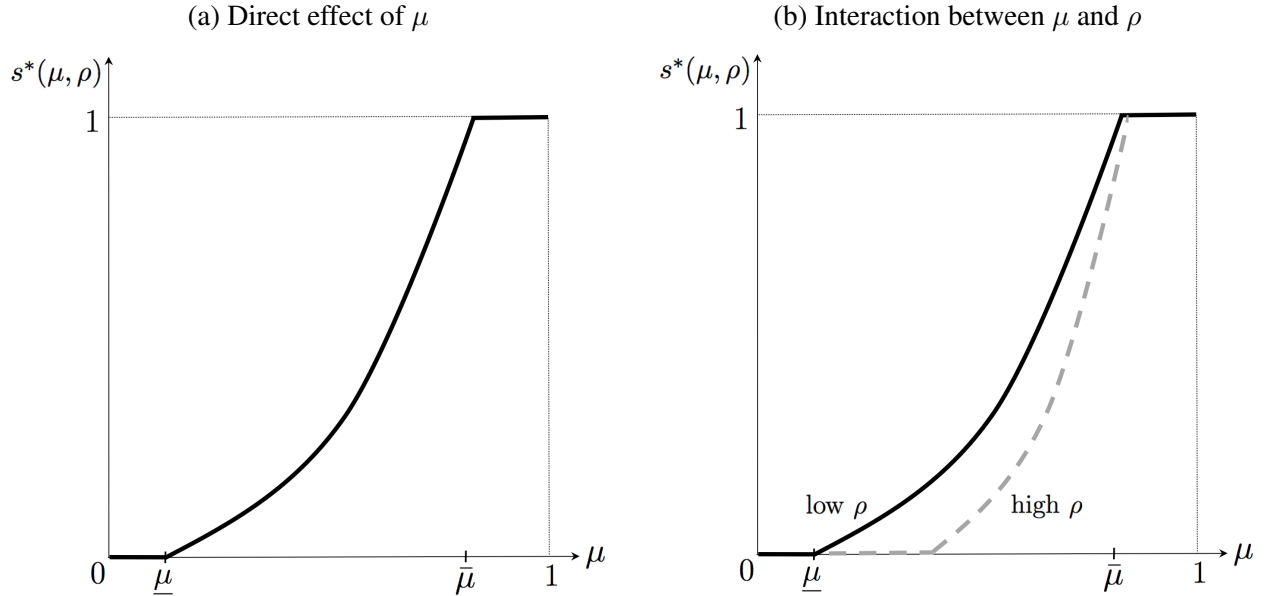 (a) Direct effect of μ
s*(μ, ρ)
1
0
μ̲
μ̄
1
μ
(b) Interaction between μ and ρ
s*(μ, ρ)
1
low ρ
high ρ
0
μ̲
μ̄
1
μ